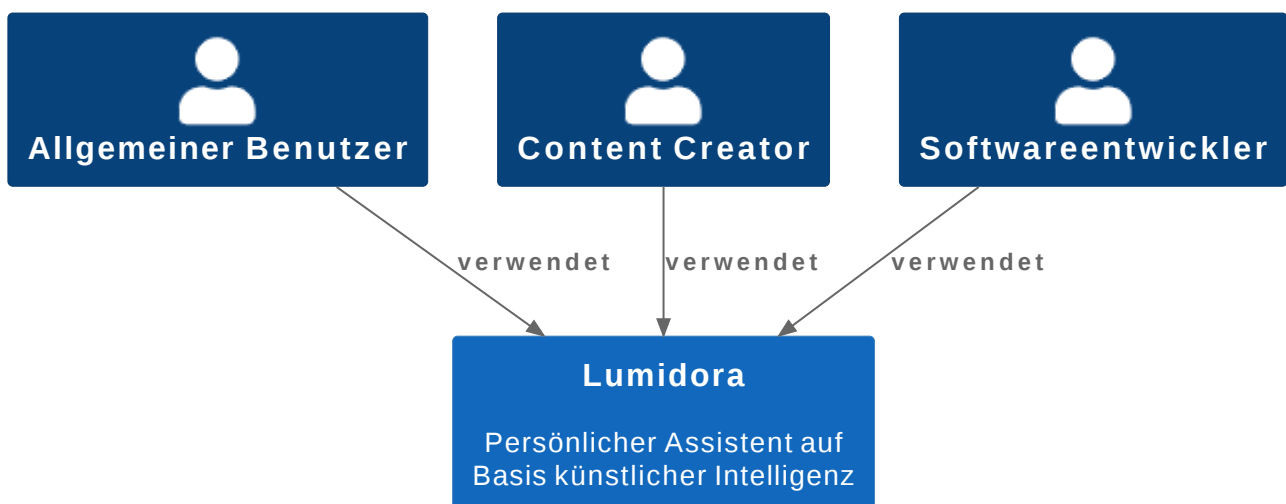 Allgemeiner Benutzer
Content Creator
Softwareentwickler
verwendet
verwendet
verwendet
Lumidora
Persönlicher Assistent auf
Basis künstlicher Intelligenz